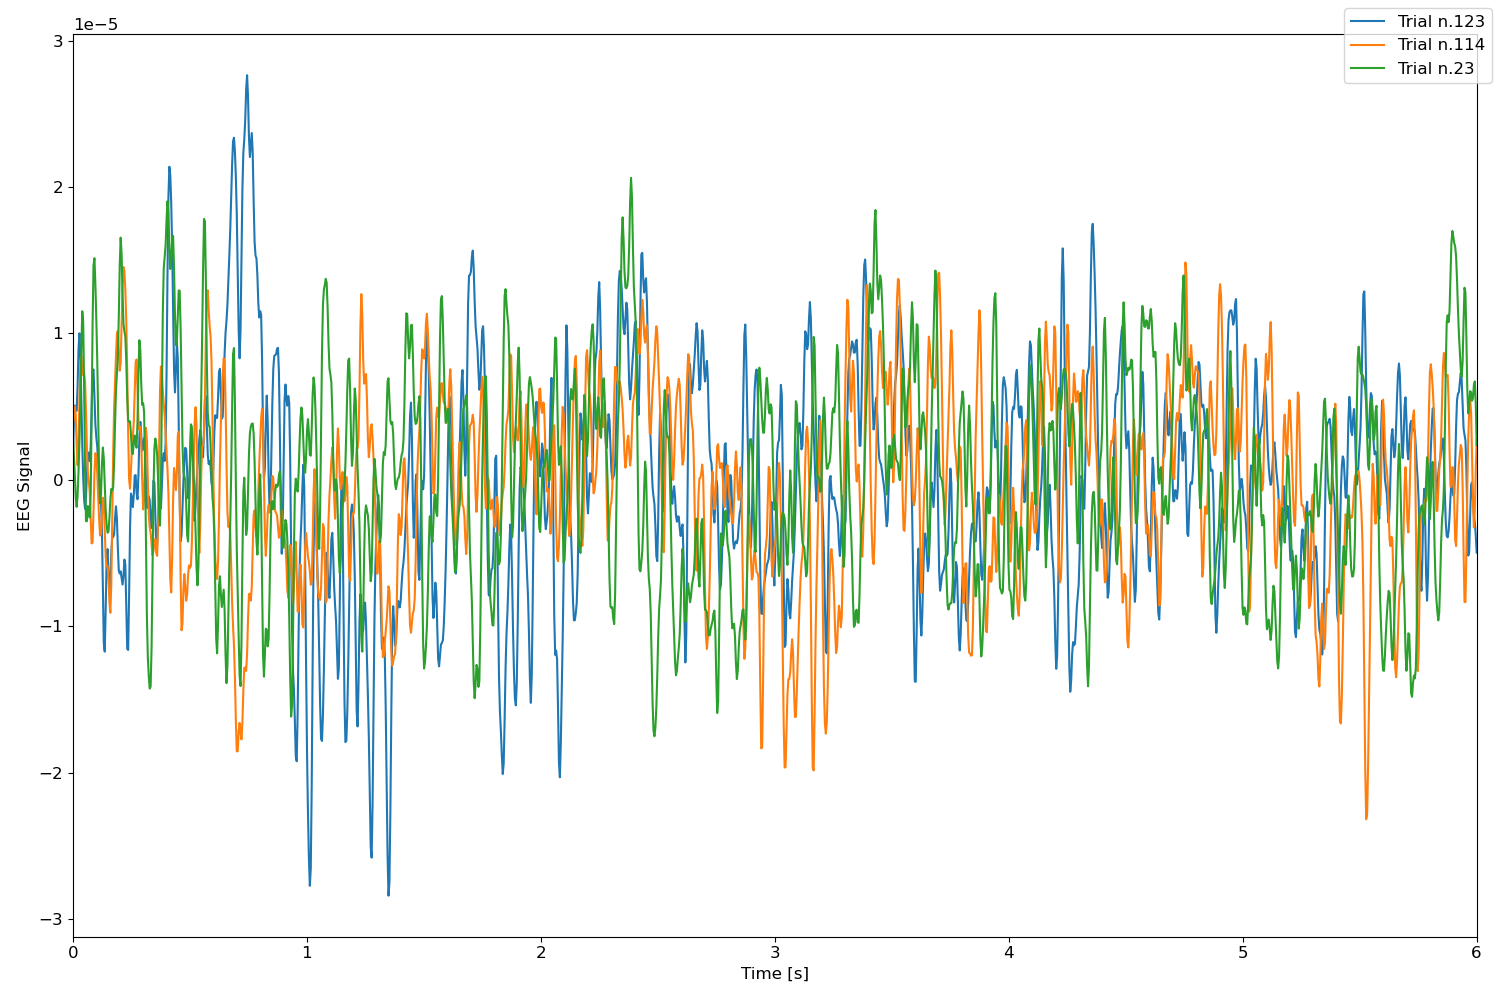 1e−5
Trial n.123
Trial n.114
Trial n.23
3
2
1
0
−1
−2
−3
EEG Signal
0 1 2 3 4 5 6
Time [s]